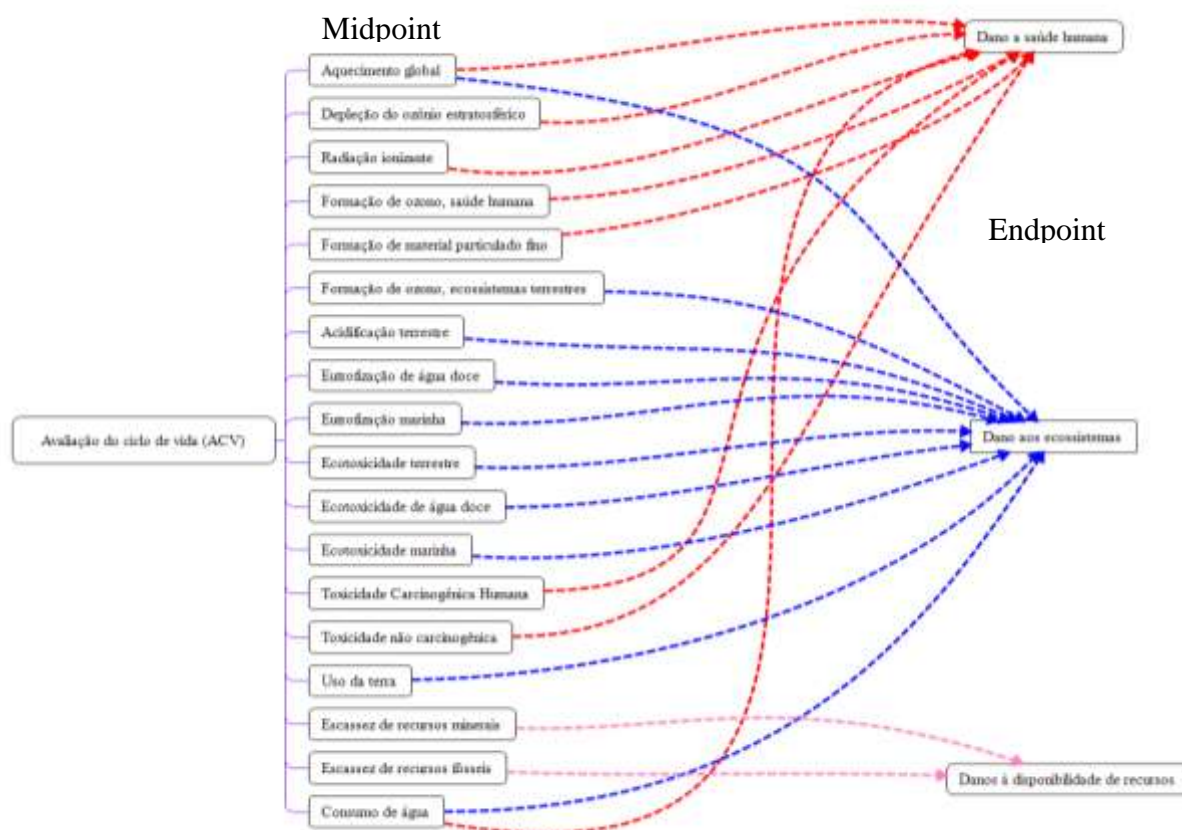 Midpoint
Dano a saúde humana
Aquecimento global
Depleção do ozônio estratosférico
Radiação ionizante
Formação de ozono, saúde humana
Endpoint
Formação de material particulado fino
Formação de ozono, ecossistemas terrestres
Acidificação terrestre
Eutrofização de água doce
Eutrofização marinha
Avaliação do ciclo de vida (ACV)
Dano aos ecossistemas
Ecotoxicidade terrestre
Ecotoxicidade de água doce
Ecotoxicidade marinha
Toxicidade Carcinogênica Humana
Toxicidade não carcinogênica
Uso da terra
Escassez de recursos minerais
Escassez de recursos fósseis
Danos à disponibilidade de recursos
Consumo de água